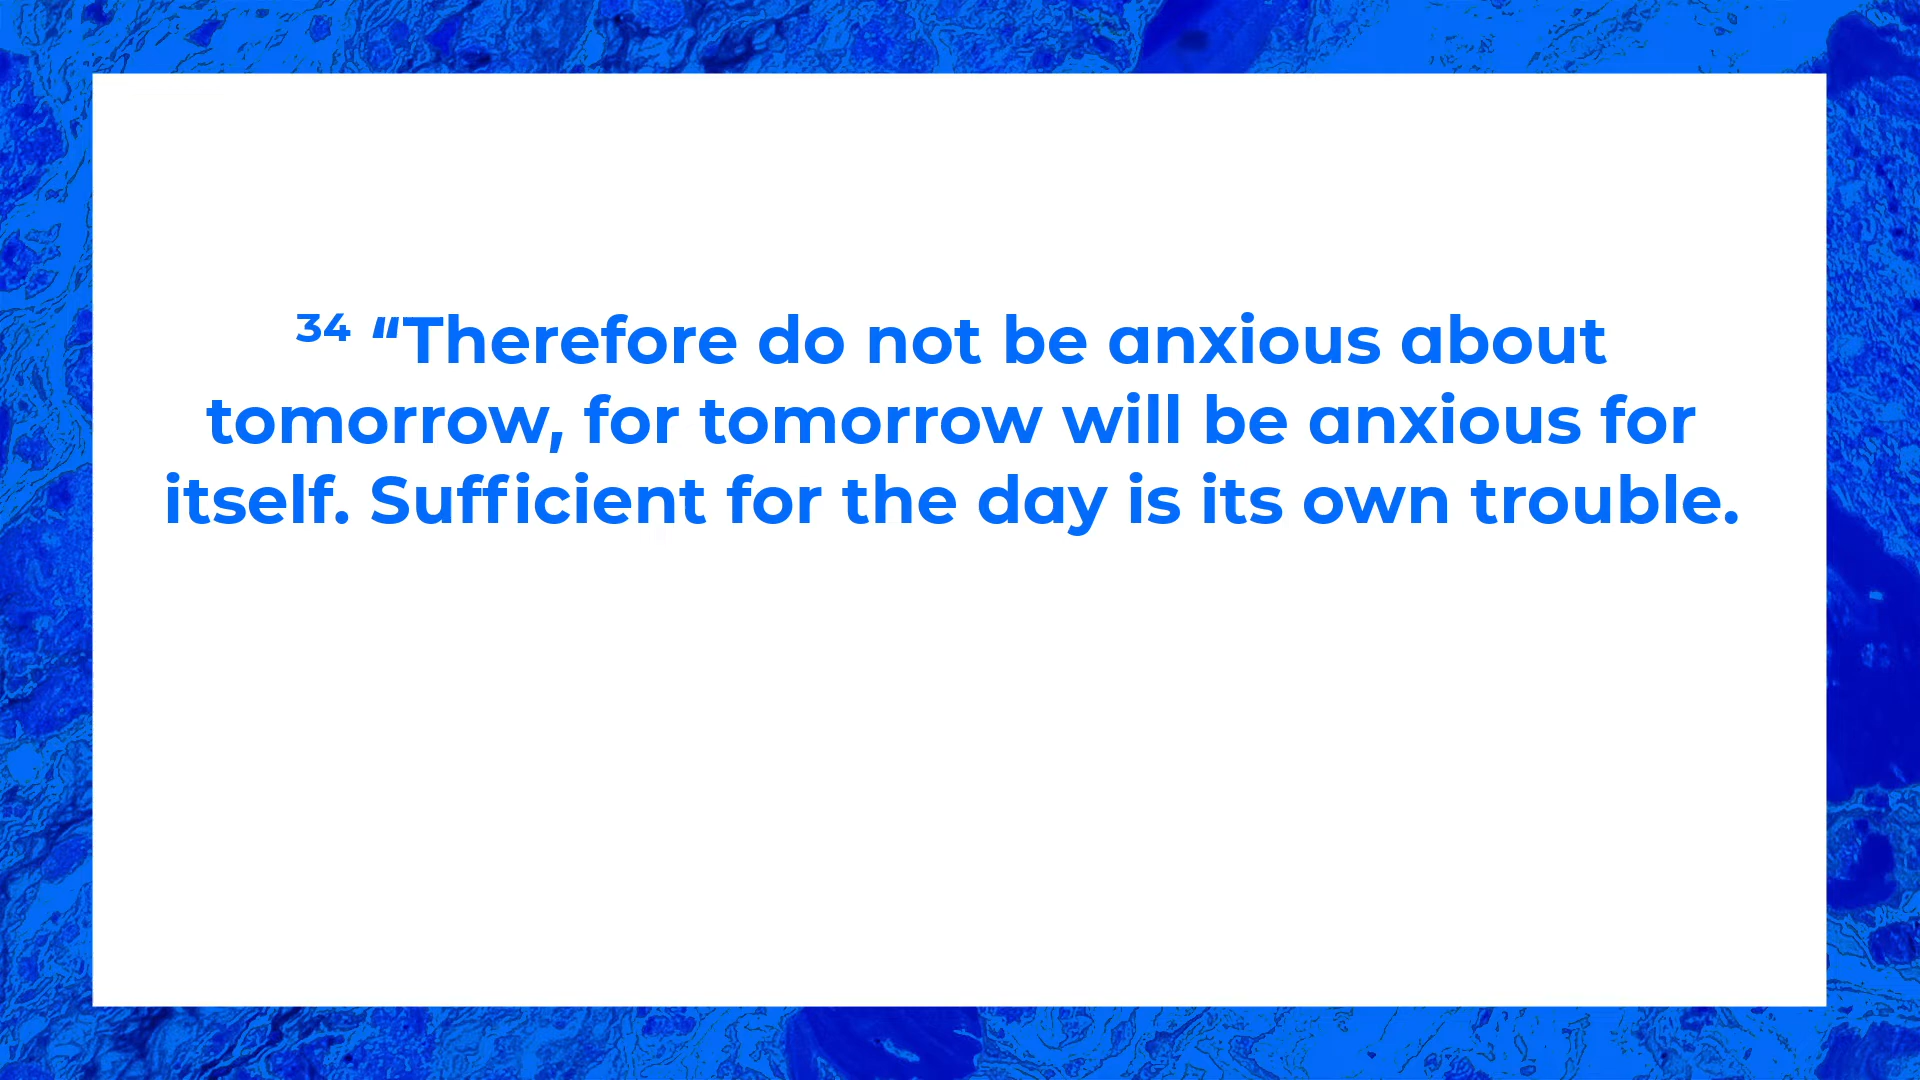 ³⁴ “Therefore do not be anxious about
tomorrow, for tomorrow will be anxious for
itself. Sufficient for the day is its own trouble.